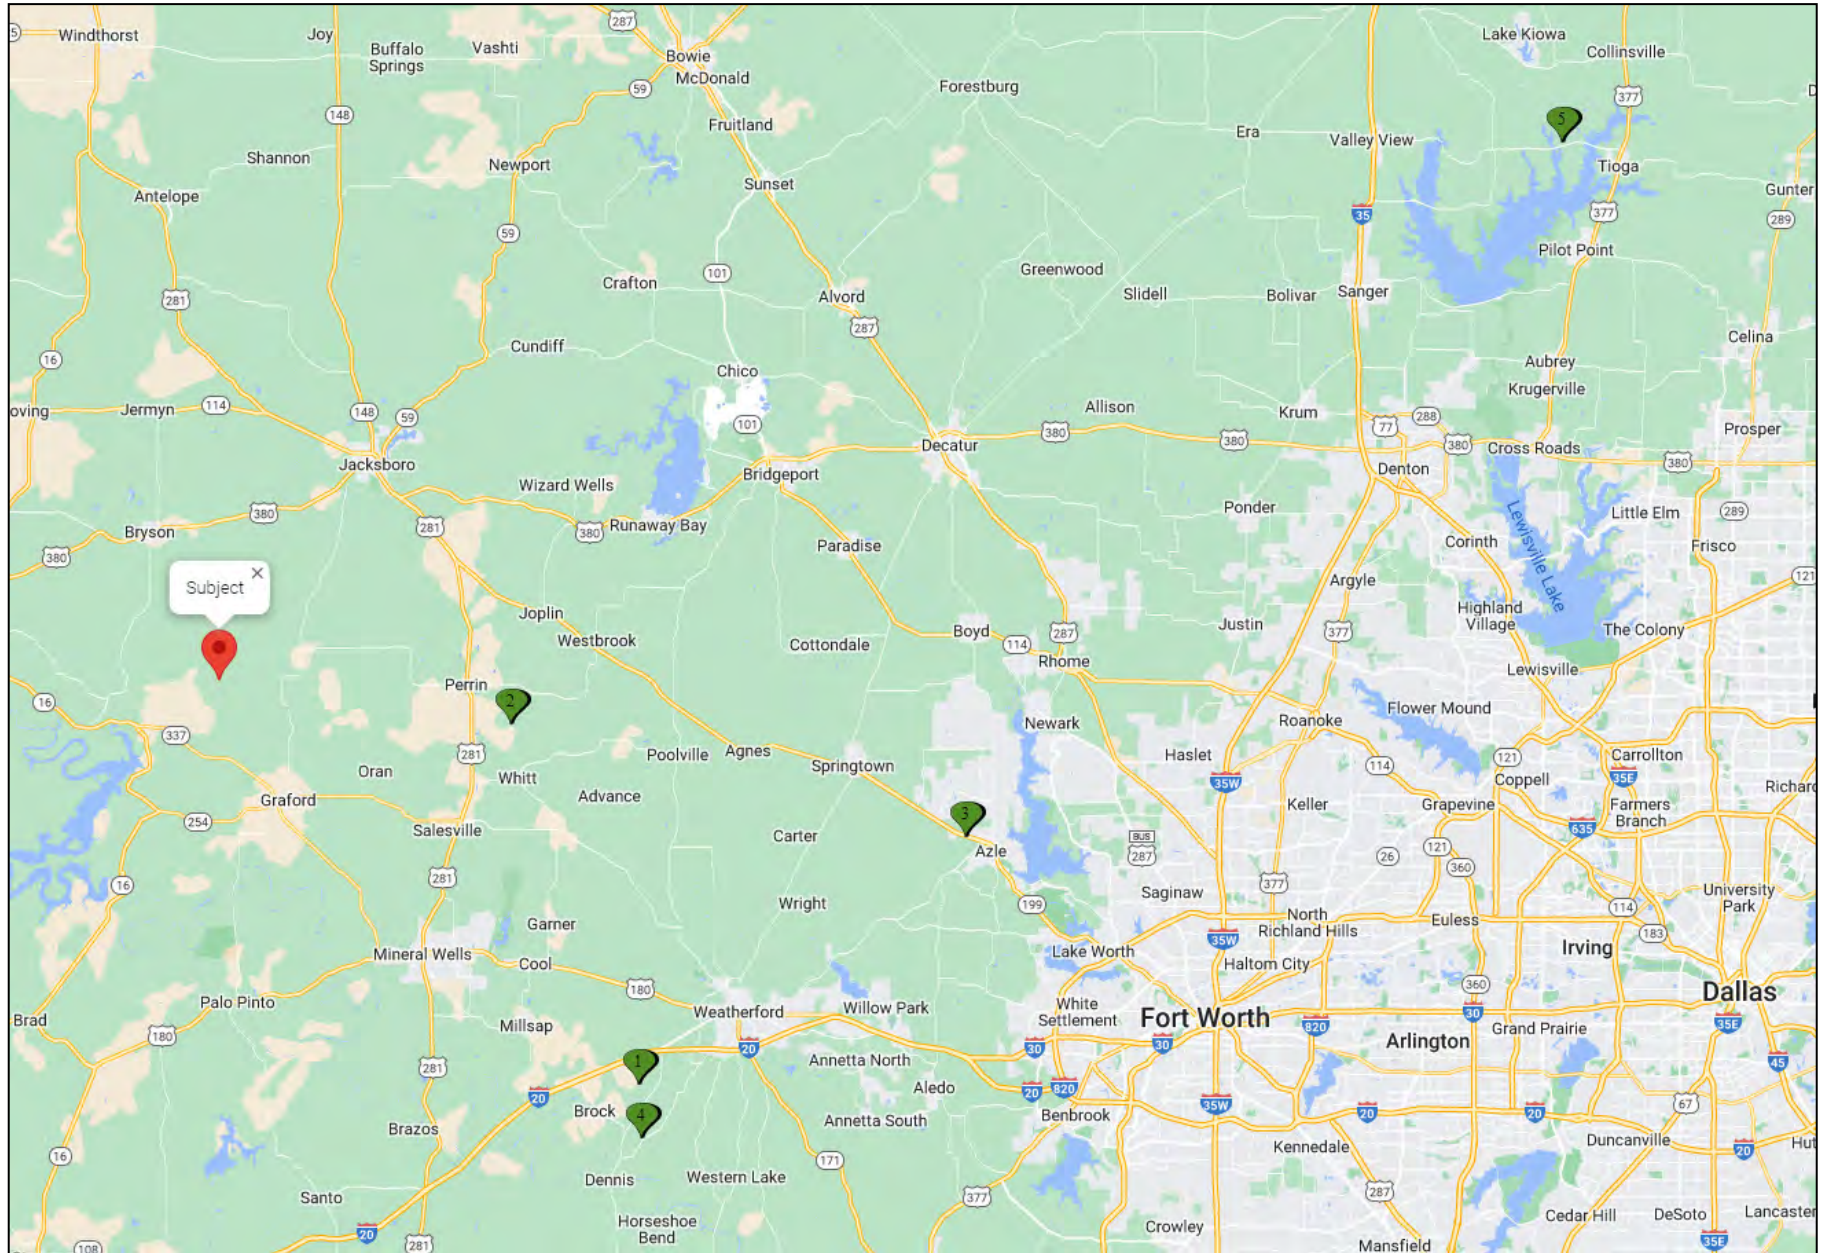 Windthorst
Joy
Buffalo
Springs
Vashti
287
Bowie
McDonald
59
Forestburg
Lake Kiowa
Collinsville
377
148
Fruitland
Era
Valley View
5
Shannon
Newport
Tioga
Antelope
Sunset
Gunter
35
377
289
59
Pilot Point
Crafton
101
Greenwood
281
Alvord
Slidell
Bolivar
Sanger
287
Celina
16
Cundiff
Chico
Aubrey
Krugerville
oving
Jermyn
114
148
59
101
Allison
Krum
288
77
380
380
Decatur
380
Cross Roads
Prosper
Jacksboro
Bridgeport
Denton
380
Wizard Wells
Ponder
Lewisville Lake
Little Elm
289
380
281
380
Runaway Bay
Bryson
Paradise
Corinth
Frisco
380
121
Subject
Argyle
Joplin
Highland
Village
Westbrook
Cottondale
Boyd
114
287
Justin
377
The Colony
Rhome
Lewisville
Perrin
2
16
Newark
Flower Mound
Roanoke
337
281
Poolville
Agnes
Haslet
114
121
Carrollton
Oran
Whitt
Springtown
35W
Coppell
35E
Richard
Graford
Advance
Keller
Grapevine
Farmers
Branch
254
Salesville
3
635
Carter
Azle
BUS
287
26
121
360
281
16
377
Saginaw
University
Park
Wright
199
114
Garner
North
Richland Hills
Euless
183
35W
Mineral Wells
Cool
Lake Worth
Haltom City
Irving
180
360
Palo Pinto
Weatherford
Willow Park
White
Settlement
Fort Worth
Dallas
Brad
180
Millsap
820
30
Grand Prairie
35E
20
30
30
Arlington
1
Annetta North
45
281
20
Aledo
20
820
Brock
4
Benbrook
35W
20
20
67
Brazos
Annetta South
Kennedale
Duncanville
20
Hut
16
171
Dennis
Western Lake
287
Santo
377
Horseshoe
Bend
Cedar Hill
DeSoto
Lancaster
20
Crowley
35E
108
281
Mansfield